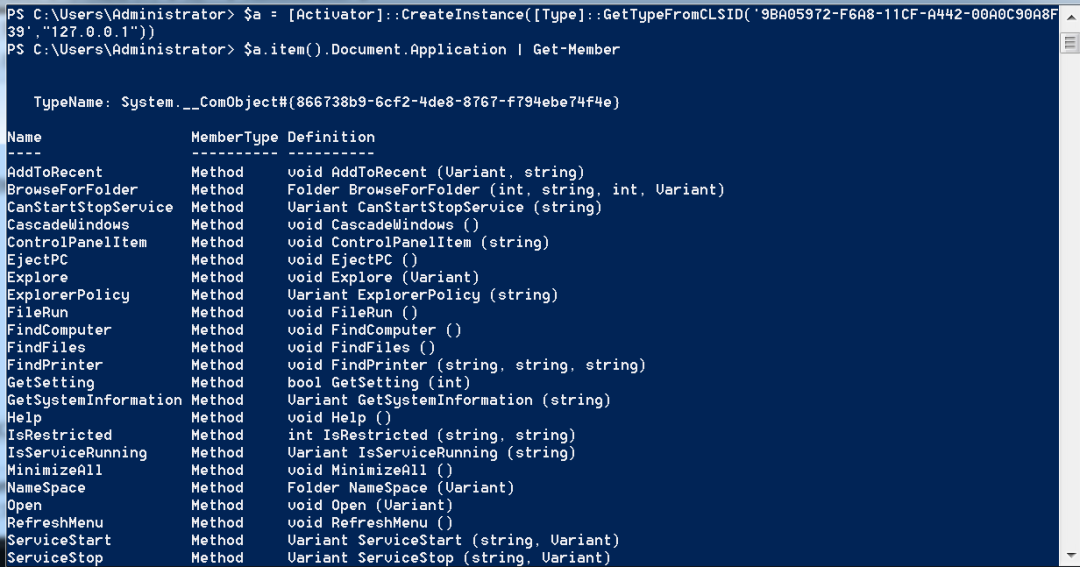 PS C:\Users\Administrator> $a = [Activator]::CreateInstance([Type]::GetTypeFromCLSID('9BA05972-F6A8-11CF-A442-00A0C90A8F
39',"127.0.0.1"))
PS C:\Users\Administrator> $a.item().Document.Application | Get-Member
TypeName: System.__ComObject#{866738b9-6cf2-4de8-8767-f794ebe74f4e}
Name MemberType Definition
---- ---------- ----------
AddToRecent Method void AddToRecent (Variant, string)
BrowseForFolder Method Folder BrowseForFolder (int, string, int, Variant)
CanStartStopService Method Variant CanStartStopService (string)
CascadeWindows Method void CascadeWindows ()
ControlPanelItem Method void ControlPanelItem (string)
EjectPC Method void EjectPC ()
Explore Method void Explore (Variant)
ExplorerPolicy Method Variant ExplorerPolicy (string)
FileRun Method void FileRun ()
FindComputer Method void FindComputer ()
FindFiles Method void FindFiles ()
FindPrinter Method void FindPrinter (string, string, string)
GetSetting Method bool GetSetting (int)
GetSystemInformation Method Variant GetSystemInformation (string)
Help Method void Help ()
IsRestricted Method int IsRestricted (string, string)
IsServiceRunning Method Variant IsServiceRunning (string)
MinimizeAll Method void MinimizeAll ()
NameSpace Method Folder NameSpace (Variant)
Open Method void Open (Variant)
RefreshMenu Method void RefreshMenu ()
ServiceStart Method Variant ServiceStart (string, Variant)
ServiceStop Method Variant ServiceStop (string, Variant)